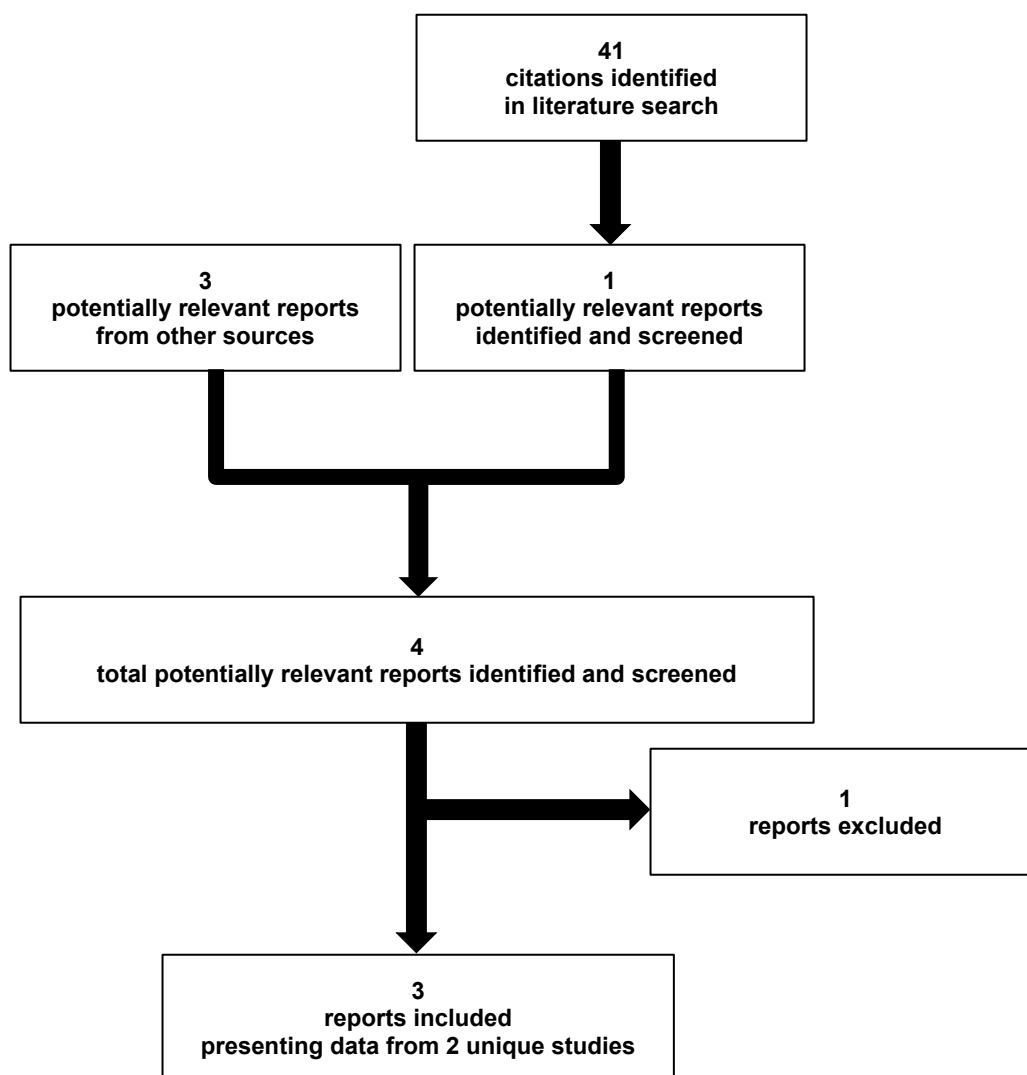 41
citations identified
in literature search
3
potentially relevant reports
from other sources
1
potentially relevant reports
identified and screened
4
total potentially relevant reports identified and screened
1
reports excluded
3
reports included
presenting data from 2 unique studies